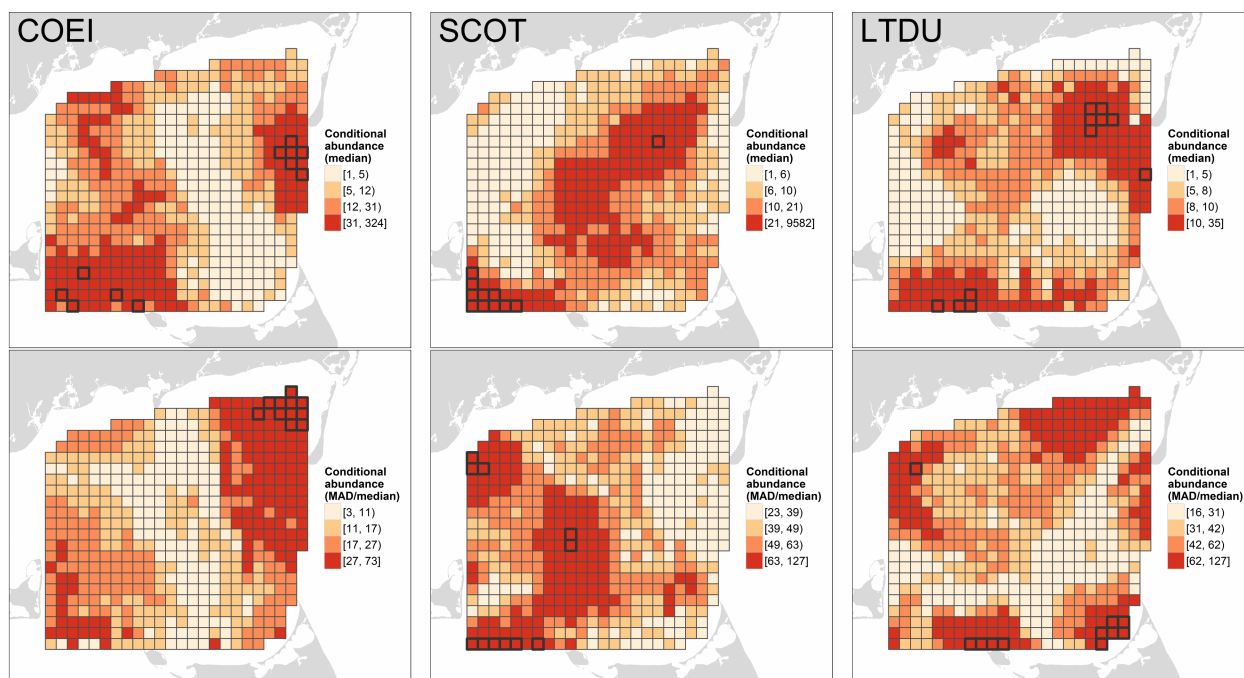 COEI
Conditional
abundance
(median)
[1, 5)
[5, 12)
[12, 31)
[31, 324]
SCOT
Conditional
abundance
(median)
[1, 6)
[6, 10)
[10, 21)
[21, 9582]
LTDU
Conditional
abundance
(median)
[1, 5)
[5, 8)
[8, 10)
[10, 35]
Conditional
abundance
(MAD/median)
[3, 11)
[11, 17)
[17, 27)
[27, 73]
Conditional
abundance
(MAD/median)
[23, 39)
[39, 49)
[49, 63)
[63, 127]
Conditional
abundance
(MAD/median)
[16, 31)
[31, 42)
[42, 62)
[62, 127]